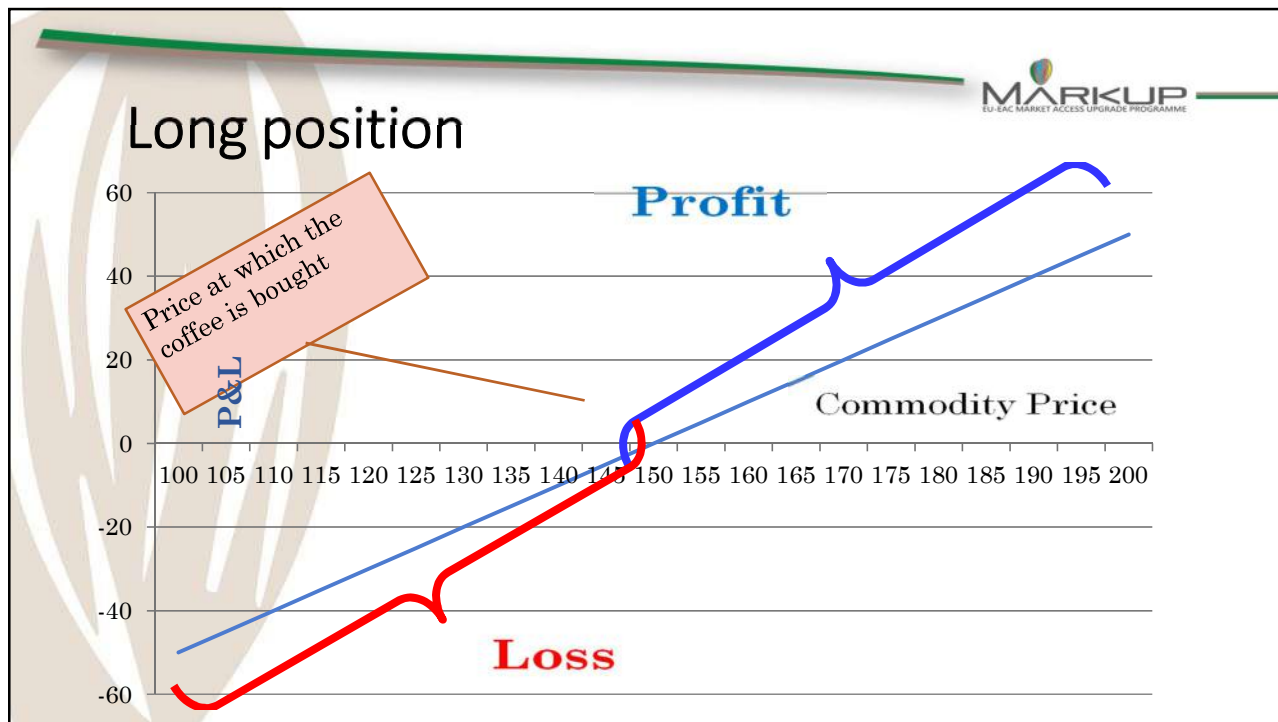 MARKUP
EU-EAC MARKET ACCESS UPGRADE PROGRAMME
Long position
60
Profit
Price at which the
coffee is bought
40
20
P&L
Commodity Price
0
100 105 110 115 120 125 130 135 140 145 150 155 160 165 170 175 180 185 190 195 200
-20
-40
Loss
-60